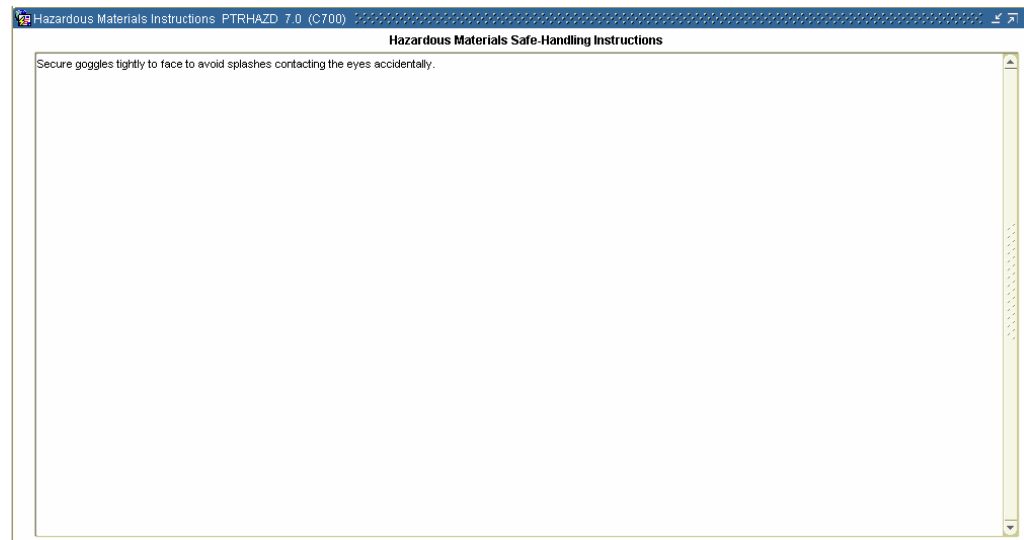 Hazardous Materials Instructions PTRHAZD 7.0 (C700)
Hazardous Materials Safe-Handling Instructions
Secure goggles tightly to face to avoid splashes contacting the eyes accidentally.